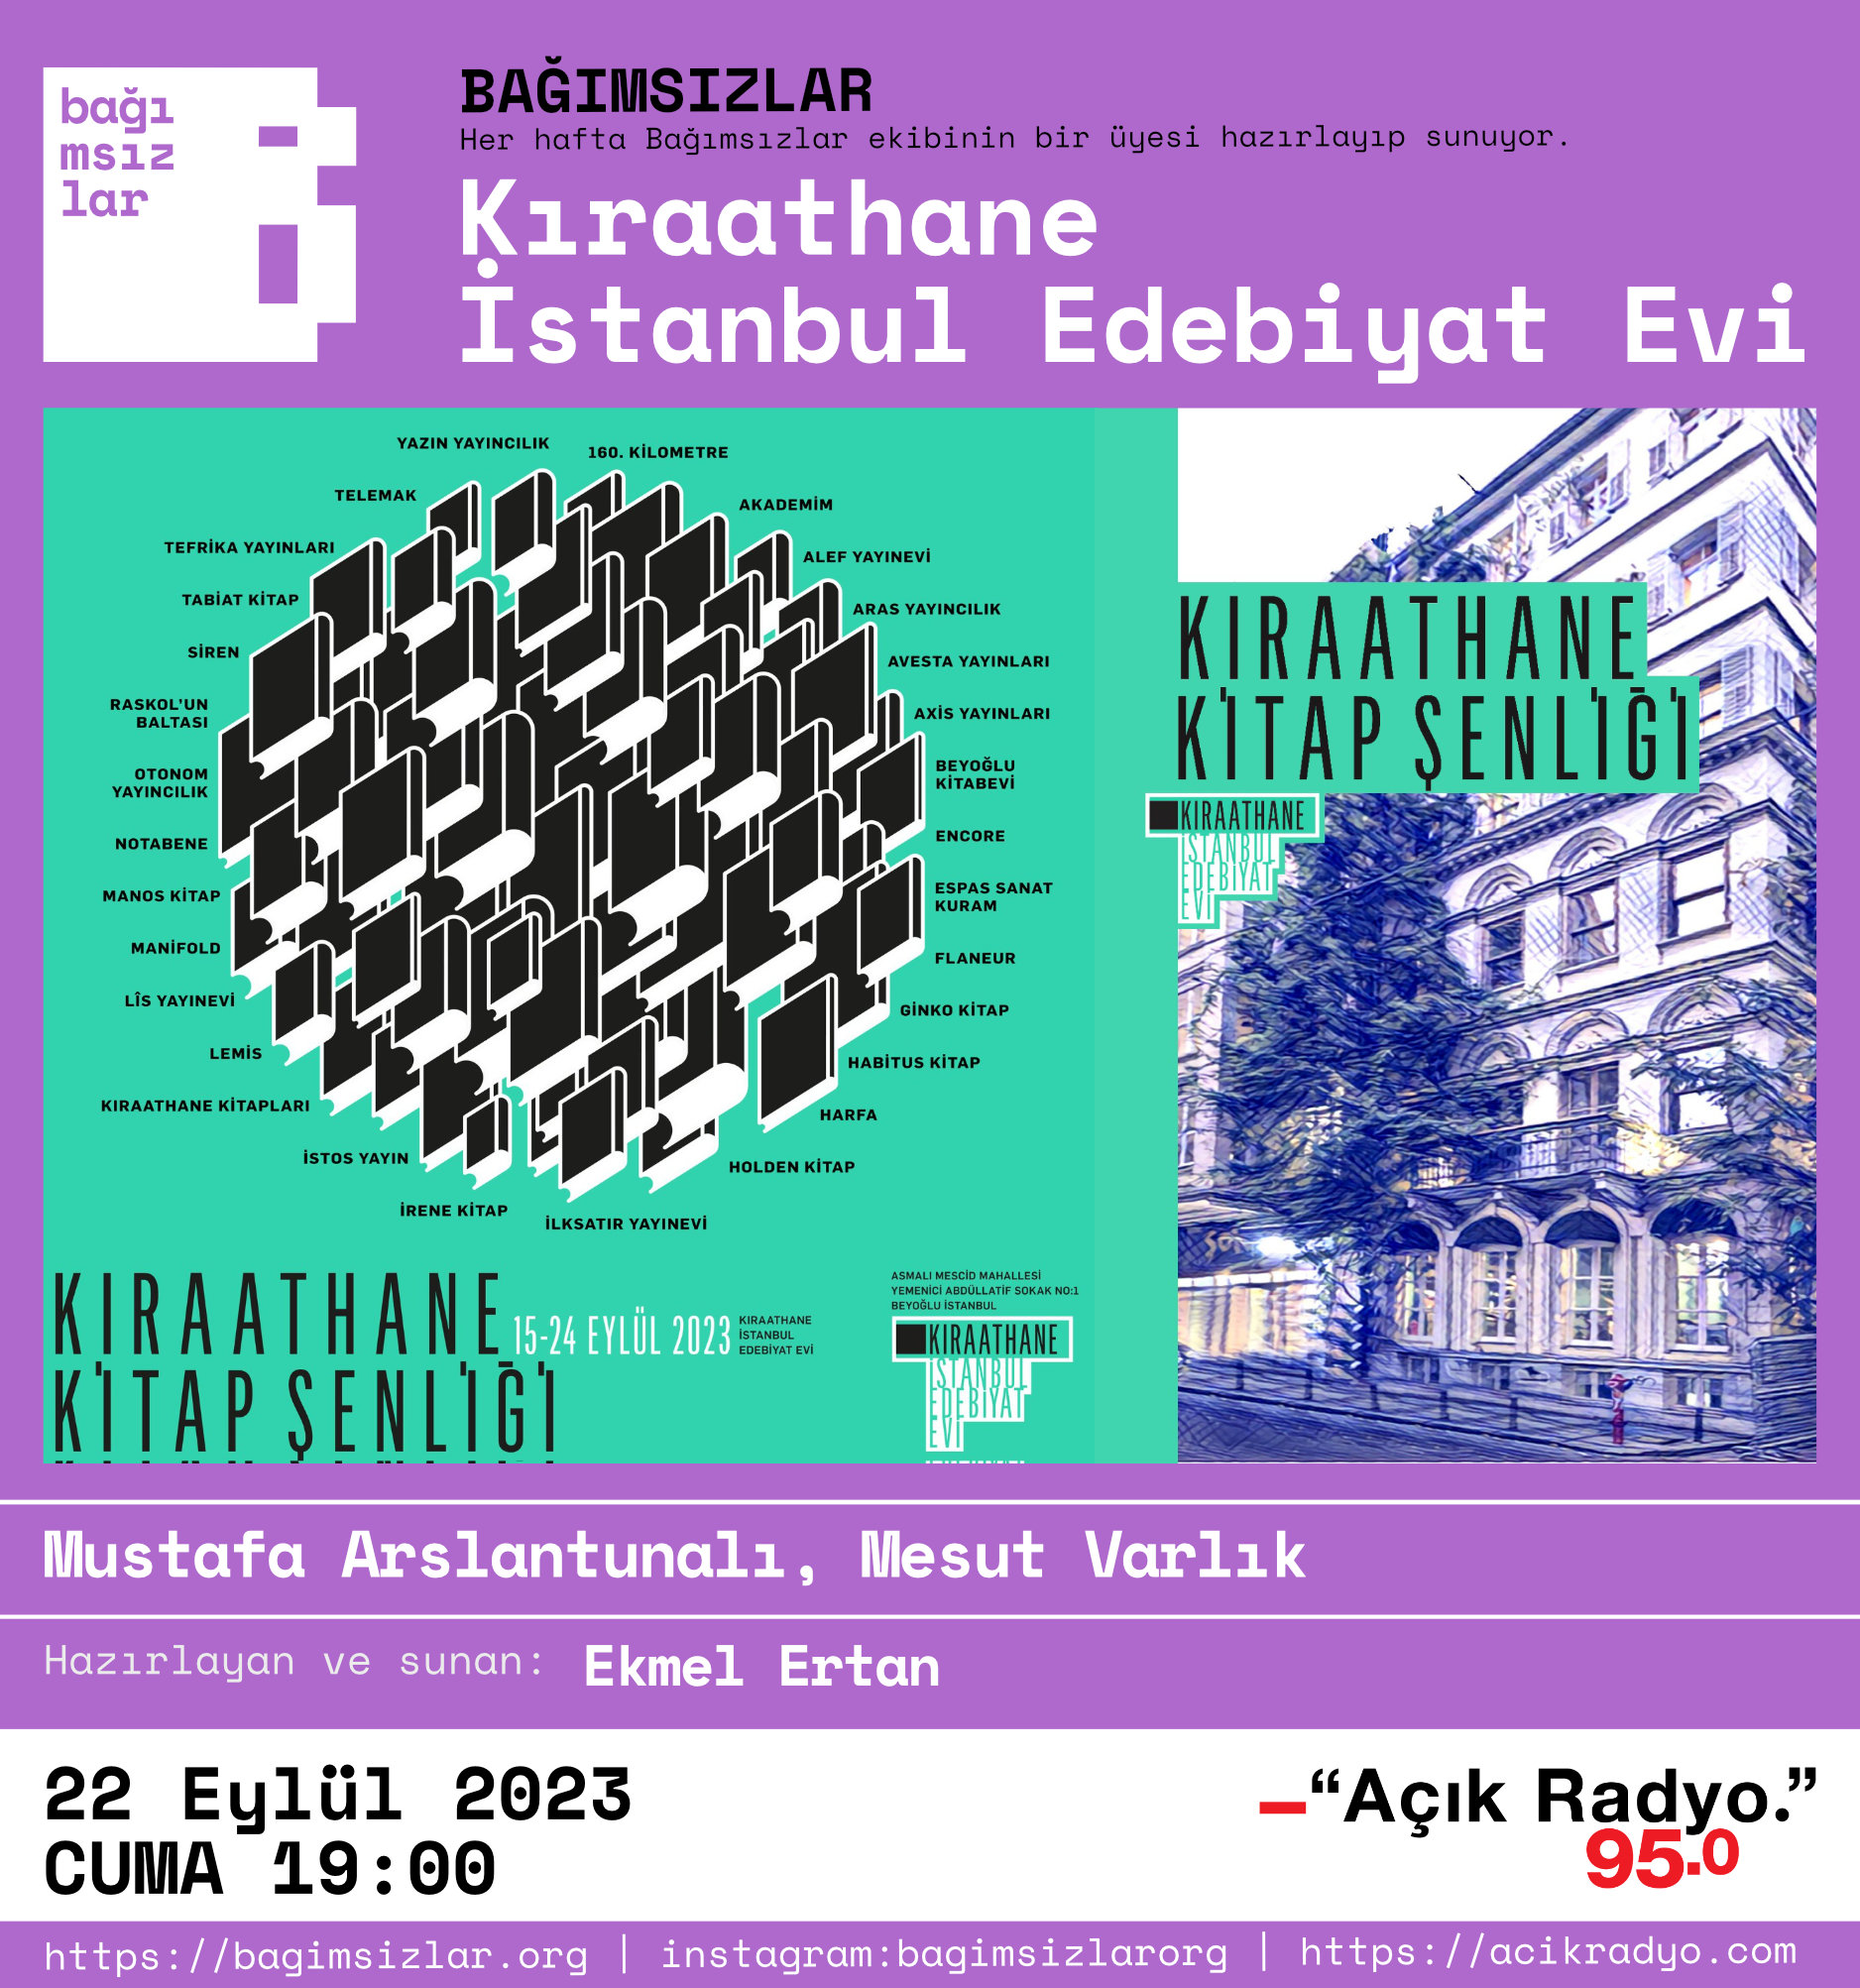 bağı
msız
lar
BAĞIMSIZLAR
Her hafta Bağımsızlar ekibinin bir üyesi hazırlayıp sunuyor.
Kıraathane
İstanbul Edebiyat Evi
YAZIN YAYINCILIK
160. KİLOMETRE
TELEMAK
AKADEMİM
TEFRİKA YAYINLARI
ALEF YAYINEVİ
TABİAT KİTAP
ARAS YAYINCILIK
SİREN
AVESTA YAYINLARI
RASKOL'UN
BALTASI
AXİS YAYINLARI
OTONOM
YAYINCILIK
BEYOĞLU
KİTABEVİ
NOTABENE
ENCORE
MANOS KİTAP
ESPAS SANAT
KURAM
MANİFOLD
FLANEUR
LÎS YAYINEVİ
GİNKO KİTAP
LEMİS
HABİTUS KİTAP
KIRAATHANE KİTAPLARI
HARFA
İSTOS YAYIN
HOLDEN KİTAP
İRENE KİTAP
İLKSATIR YAYINEVİ
KIRAATHANE
KİTAP ŞENLİĞİ
15-24 EYLÜL 2023
KIRAATHANE
İSTANBUL
EDEBİYAT EVİ
ASMALI MESCİD MAHALLESİ
YEMENİCİ ABDÜLLATİF SOKAK NO:1
BEYOĞLU İSTANBUL
KIRAATHANE
İSTANBUL
EDEBİYAT
EVİ
KIRAATHANE
KİTAP ŞENLİĞİ
KIRAATHANE
İSTANBUL
EDEBİYAT
EVİ
Mustafa Arslantunalı, Mesut Varlık
Hazırlayan ve sunan: Ekmel Ertan
22 Eylül 2023
CUMA 19:00
“Açık Radyo.”
95.0
https://bagimsizlar.org | instagram:bagimsizlarorg | https://acikradyo.com